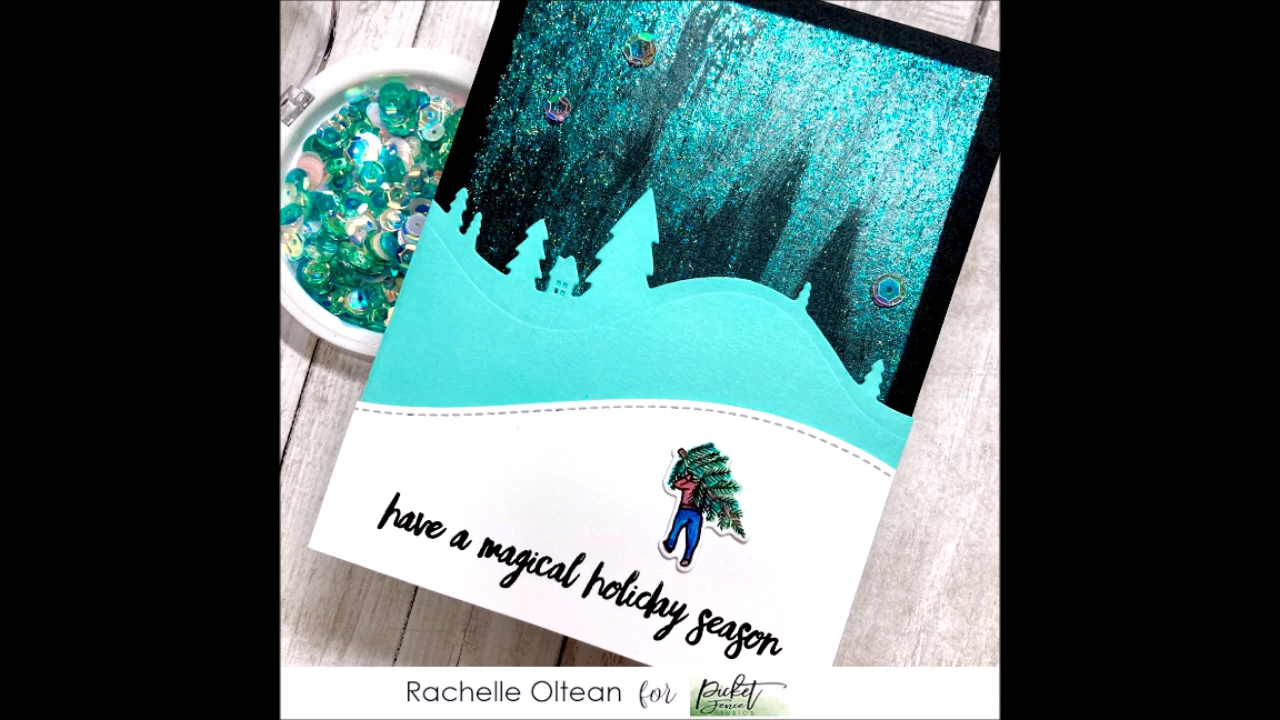 have a magical holiday season
Rachelle Oltean for Picket Fence
STUDIOS